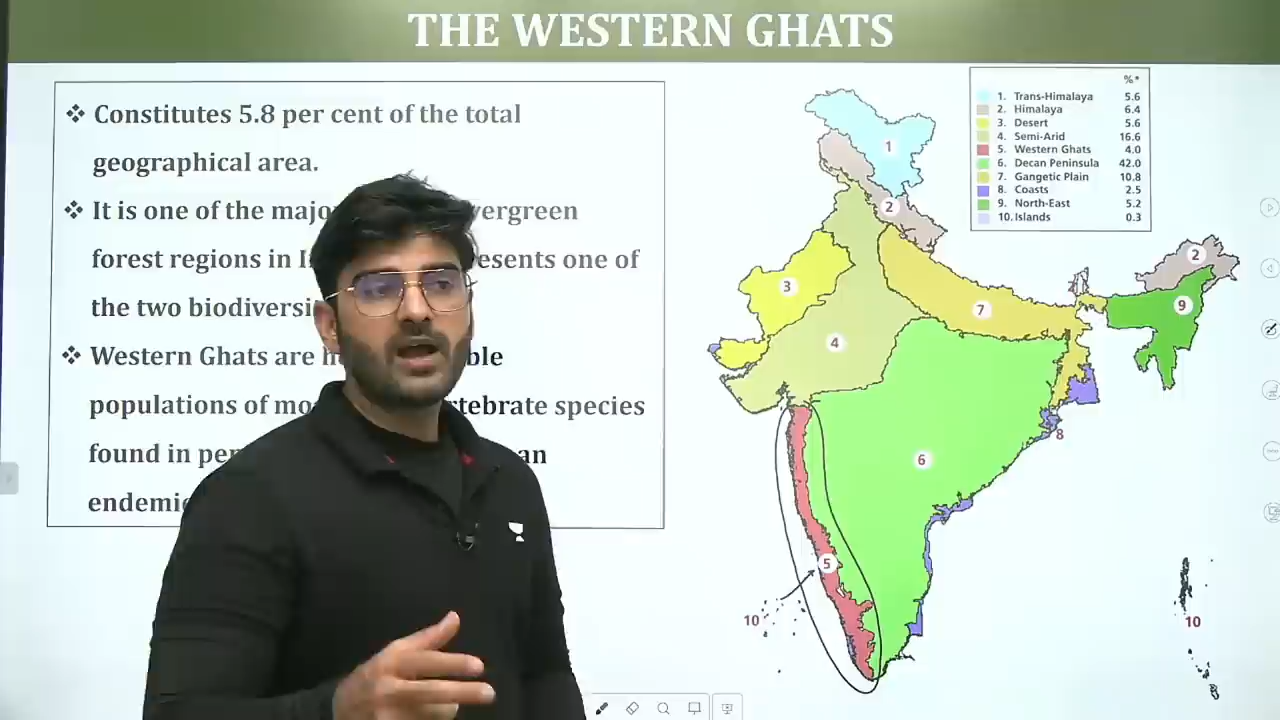 THE WESTERN GHATS
❖ Constitutes 5.8 per cent of the total
geographical area.
❖ It is one of the
forest regions in one of
the two
❖ Western Ghats are
populations of species
found in
%*
1. Trans-Himalaya 5.6
2. Himalaya 6.4
3. Desert 5.6
4. Semi-Arid 16.6
5. Western Ghats 4.0
6. Decan Peninsula 42.0
7. Gangetic Plain 10.8
8. Coasts 2.5
9. North-East 5.2
10. Islands 0.3
1
2
2
3
9
7
4
8
6
5
10
10